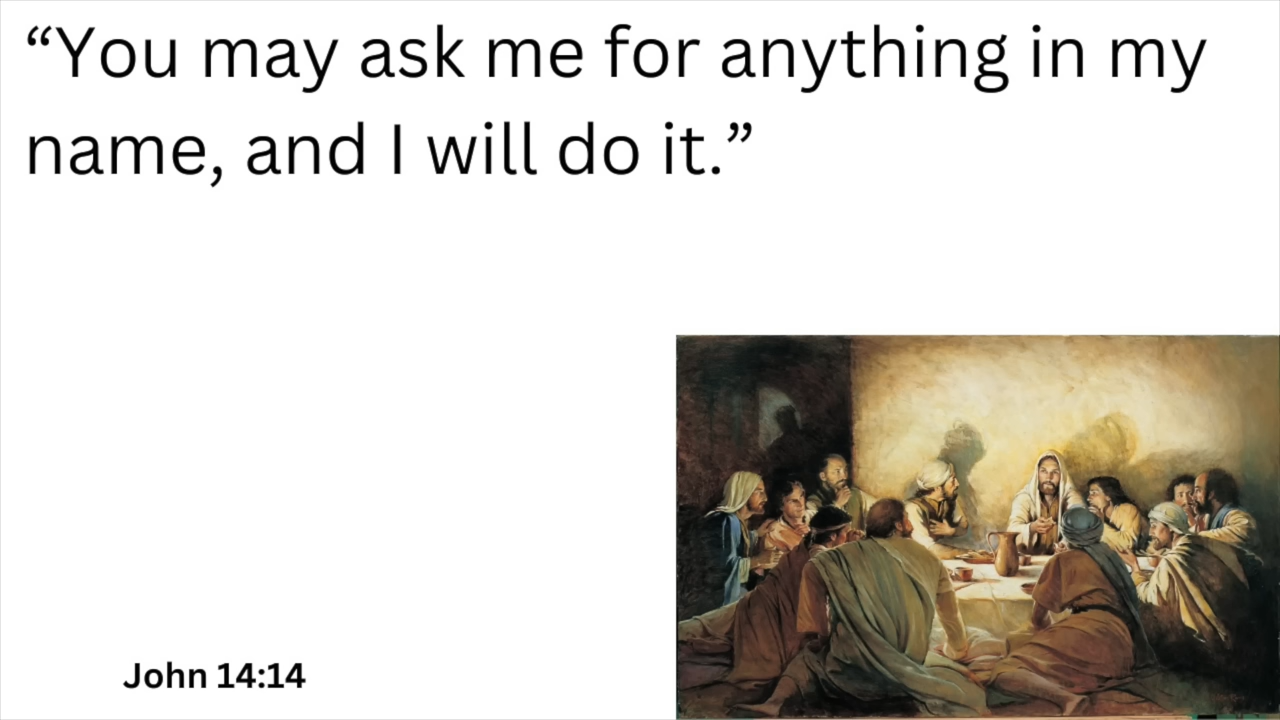 “You may ask me for anything in my
name, and I will do it.”
John 14:14